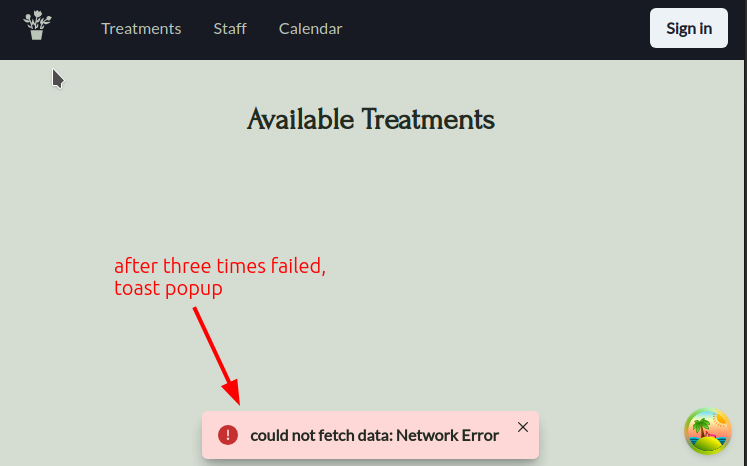 Treatments Staff Calendar Sign in
Available Treatments
after three times failed,
toast popup
could not fetch data: Network Error